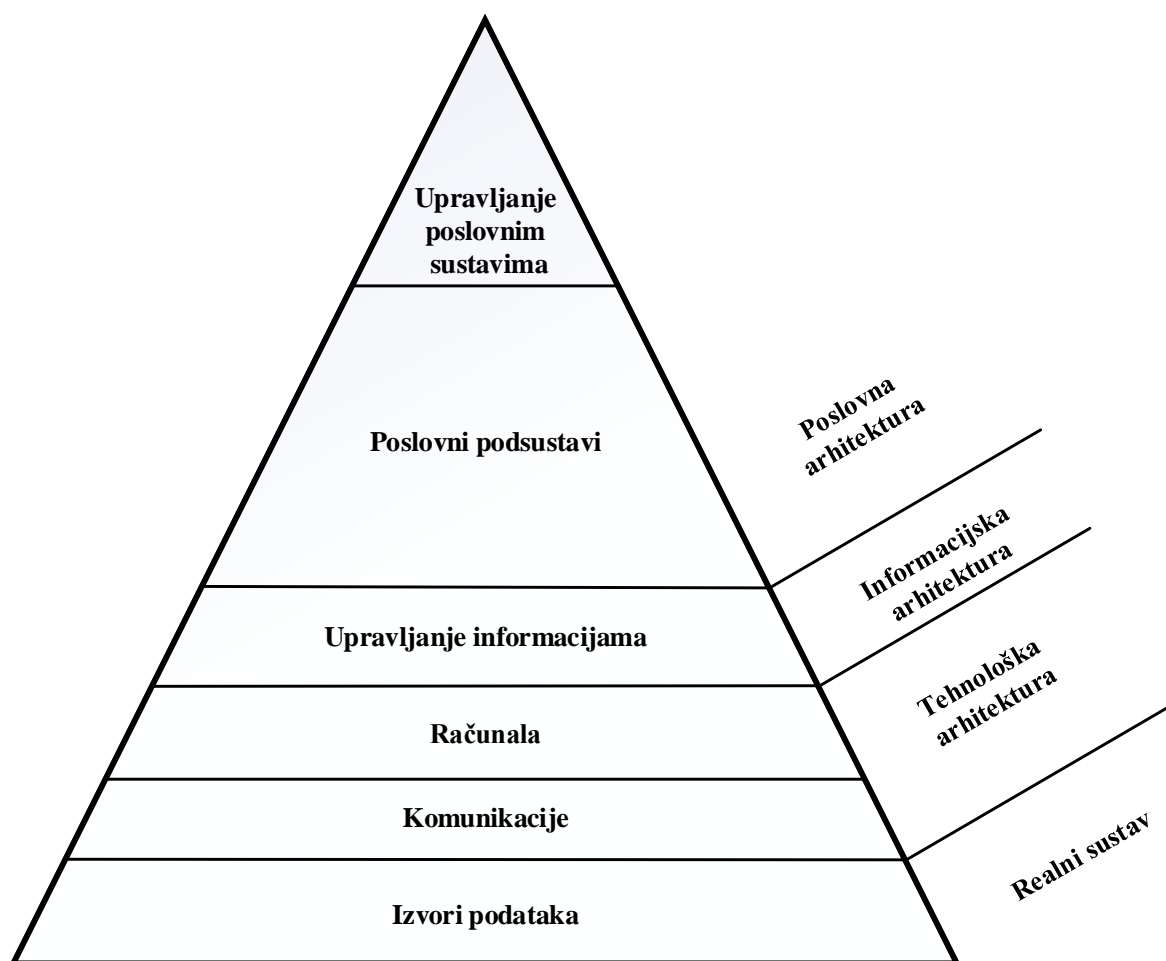 Upravljanje
poslovnim
sustavima
Poslovni podsustavi
Upravljanje informacijama
Računala
Komunikacije
Izvori podataka
Poslovna
arhitektura
Informacijska
arhitektura
Tehnološka
arhitektura
Realni sustav